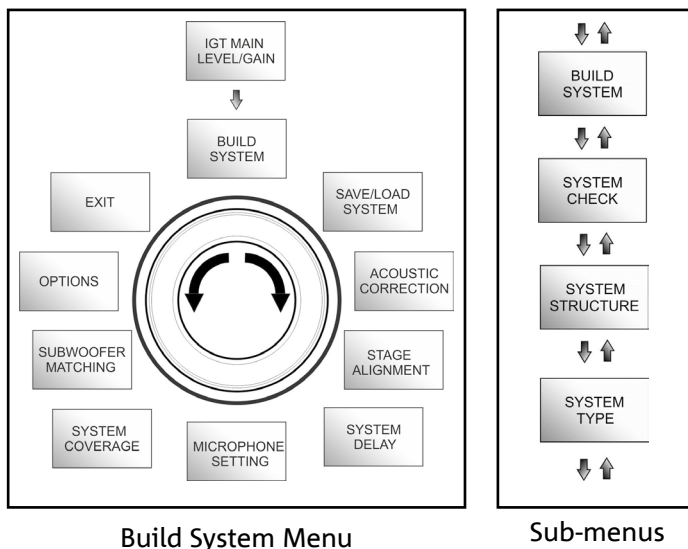 IGT MAIN
LEVEL/GAIN
BUILD
SYSTEM
SAVE/LOAD
SYSTEM
ACOUSTIC
CORRECTION
STAGE
ALIGNMENT
SYSTEM
DELAY
MICROPHONE
SETTING
SYSTEM
COVERAGE
SUBWOOFER
MATCHING
OPTIONS
EXIT
Build System Menu
BUILD
SYSTEM
SYSTEM
CHECK
SYSTEM
STRUCTURE
SYSTEM
TYPE
Sub-menus